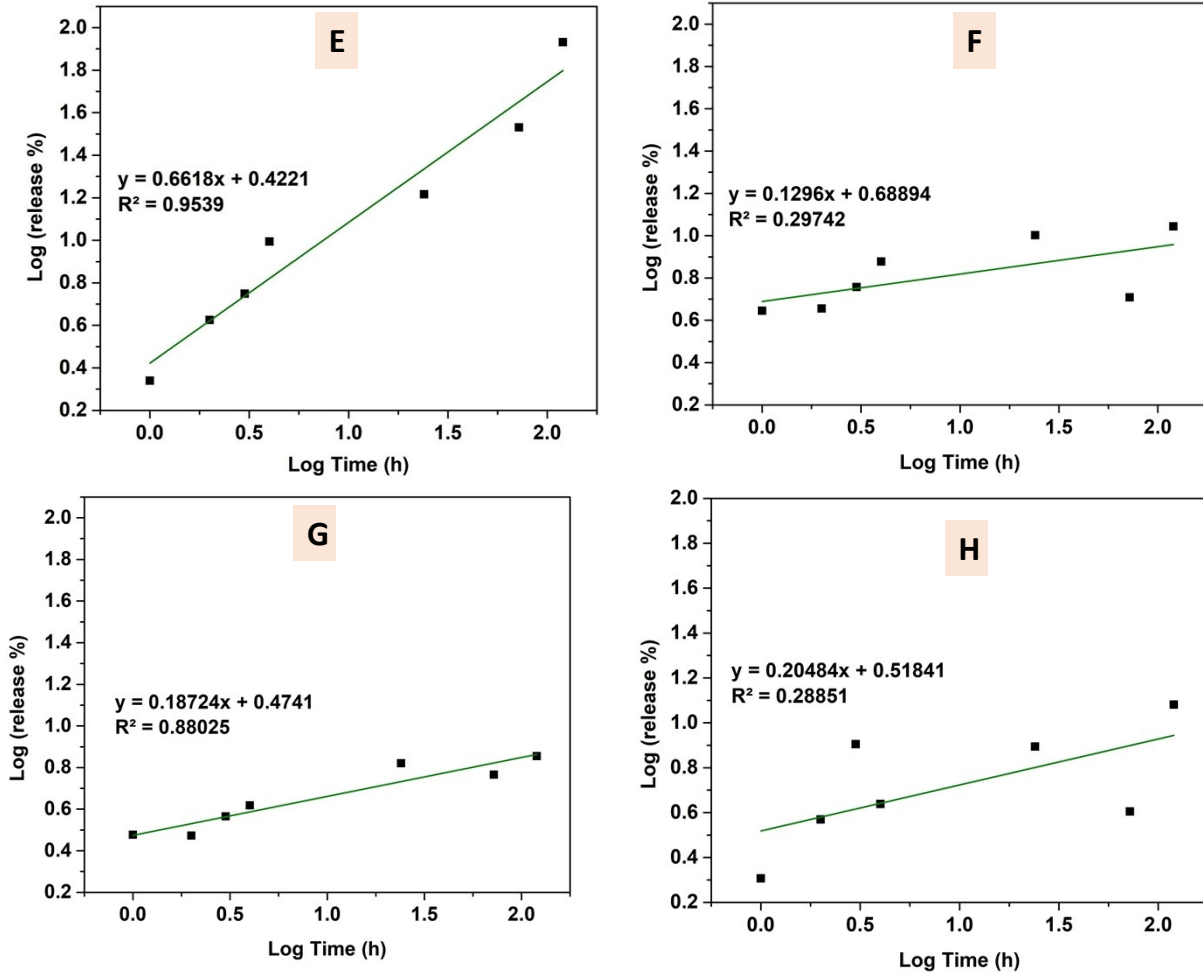 E
2.0
1.8
1.6
1.4
1.2
1.0
0.8
0.6
0.4
0.2
Log (release %)
y = 0.6618x + 0.4221
R² = 0.9539
0.0 0.5 1.0 1.5 2.0
Log Time (h)
F
2.0
1.8
1.6
1.4
1.2
1.0
0.8
0.6
0.4
0.2
Log (release %)
y = 0.1296x + 0.68894
R² = 0.29742
0.0 0.5 1.0 1.5 2.0
Log Time (h)
G
2.0
1.8
1.6
1.4
1.2
1.0
0.8
0.6
0.4
0.2
Log (release %)
y = 0.18724x + 0.4741
R² = 0.88025
0.0 0.5 1.0 1.5 2.0
Log Time (h)
H
2.0
1.8
1.6
1.4
1.2
1.0
0.8
0.6
0.4
0.2
Log (release %)
y = 0.20484x + 0.51841
R² = 0.28851
0.0 0.5 1.0 1.5 2.0
Log Time (h)